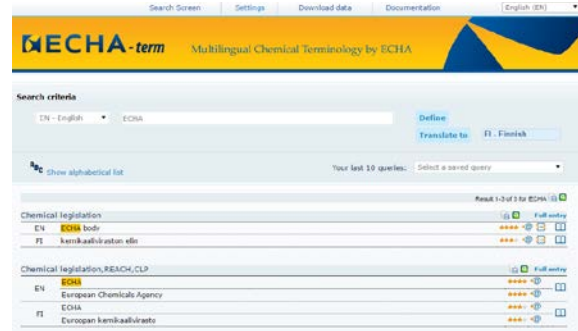 Search Screen Settings Download data Documentation English (EN)
ECHA-term Multilingual Chemical Terminology by ECHA
Search criteria
EN - English ECHA Define
Translate to FI - Finnish
ABC Show alphabetical list Your last 10 queries: Select a saved query
Result 1-3 of 3 for ECHA
Chemical legislation Full entry
EN ECHA body
FI kemikaaliviraston elin
Chemical legislation,REACH,CLP Full entry
EN ECHA
European Chemicals Agency
FI ECHA
Euroopan kemikaalivirasto